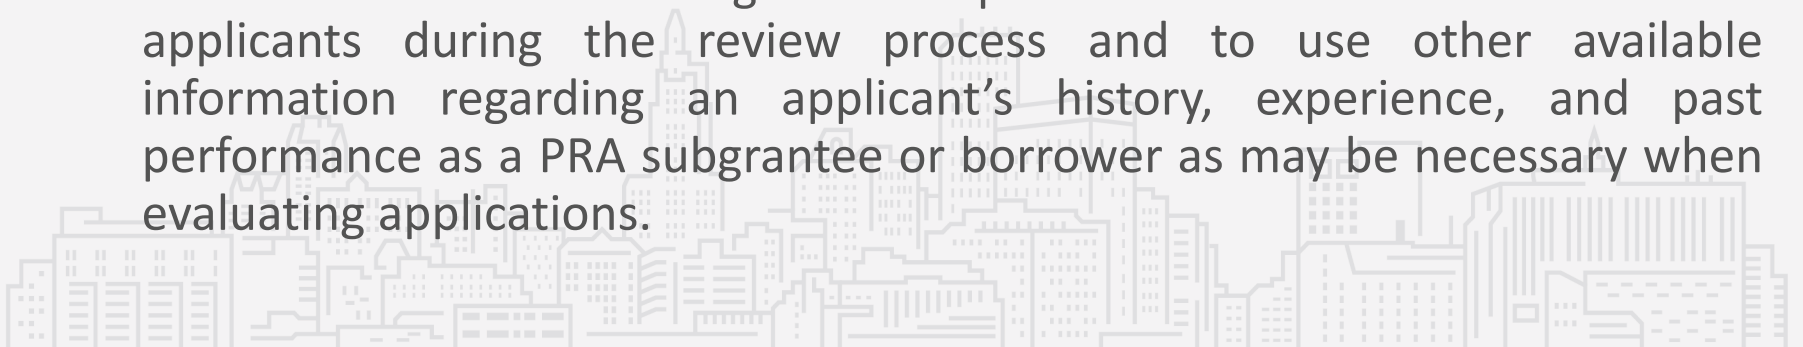 applicants during the review process and to use other available
information regarding an applicant’s history, experience, and past
performance as a PRA subgrantee or borrower as may be necessary when
evaluating applications.